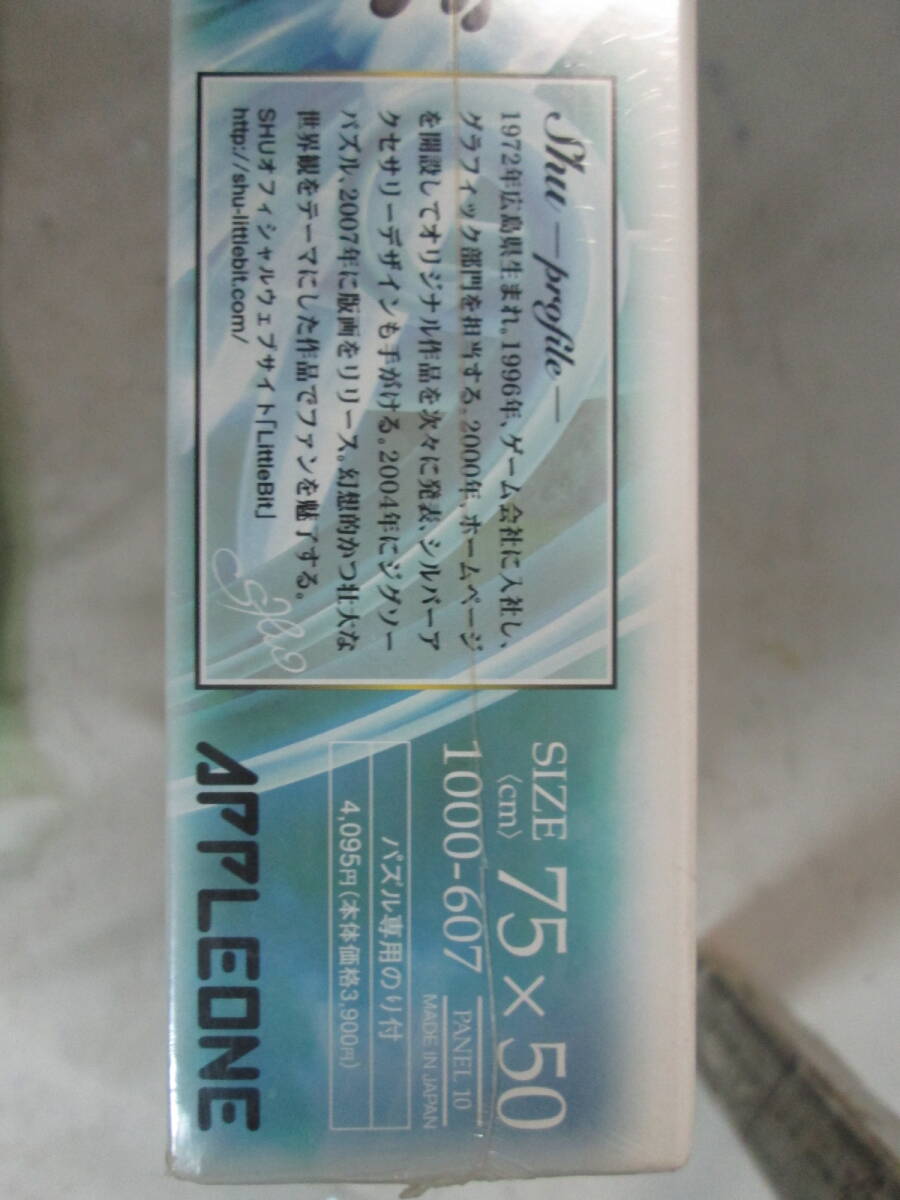 Shu —profile—
1972年広島県生まれ。1996年、ゲーム会社に入社し、
グラフィック部門を担当する。2000年、ホームページ
を開設してオリジナル作品を次々に発表、シルバーア
クセサリーデザインも手がける。2004年にジグソー
パズル、2007年に版画をリリース。幻想的かつ壮大な
世界観をテーマにした作品でファンを魅了する。
SHUオフィシャルウェブサイト「LittleBit」
http://shu-littlebit.com/
Shu
SIZE 75×50
〈cm〉
1000-607
PANEL 10
MADE IN JAPAN
パズル専用のり付
4,095円（本体価格3,900円）
APPLEONE